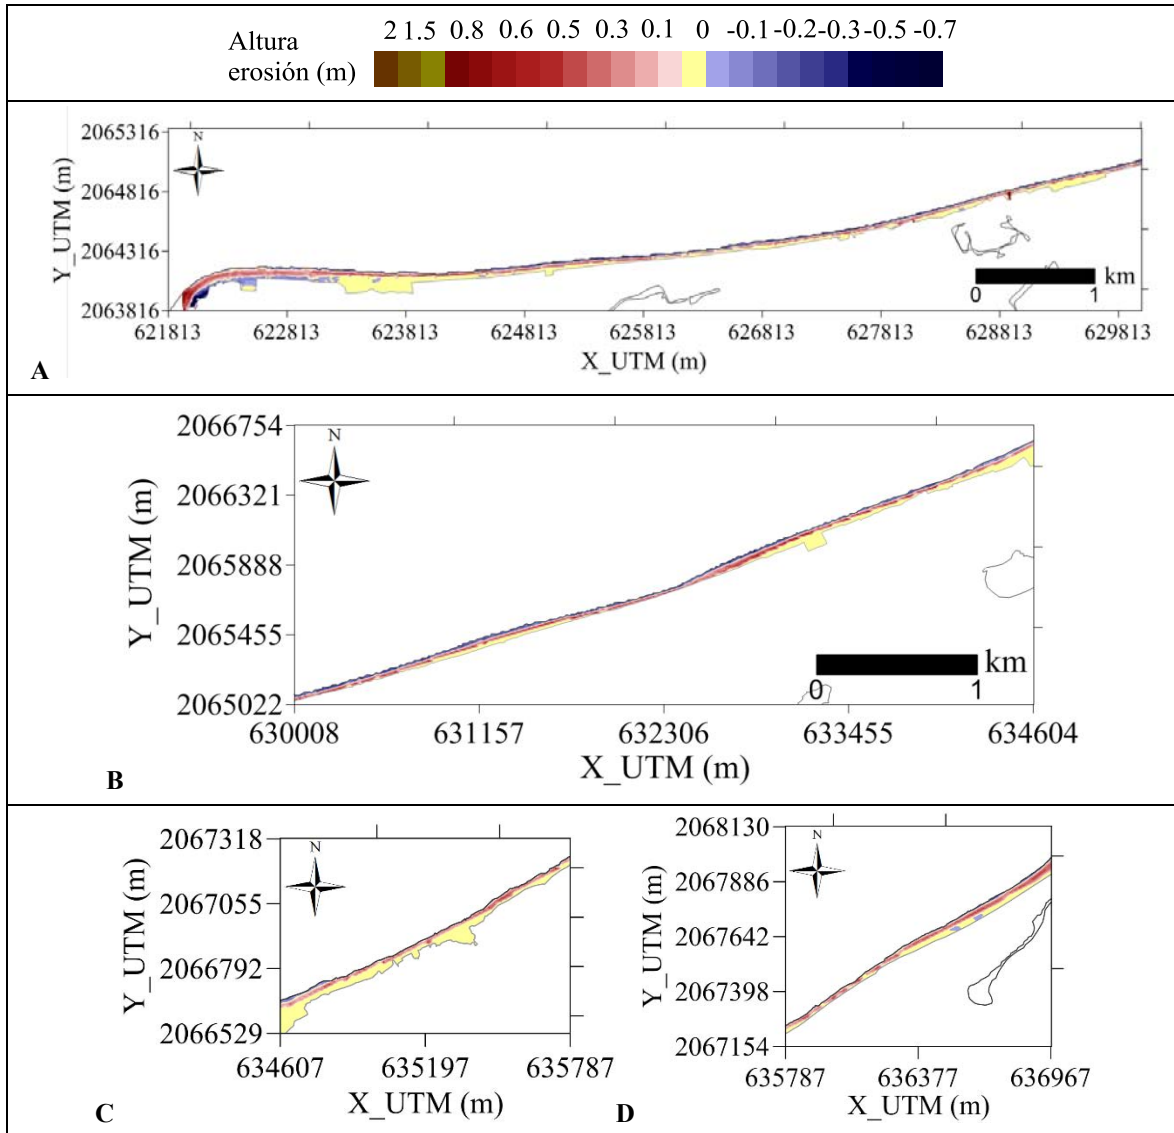 Altura
erosión (m)
2 1.5 0.8 0.6 0.5 0.3 0.1 0 -0.1 -0.2 -0.3 -0.5 -0.7
2065316
2064816
2064316
2063816
Y_UTM (m)
N
km
0 1
621813 622813 623813 624813 625813 626813 627813 628813 629813
X_UTM (m)
A
2066754
2066321
2065888
2065455
2065022
Y_UTM (m)
N
km
0 1
630008 631157 632306 633455 634604
X_UTM (m)
B
2067318
2067055
2066792
2066529
Y_UTM (m)
N
634607 635197 635787
X_UTM (m)
C
2068130
2067886
2067642
2067398
2067154
Y_UTM (m)
N
635787 636377 636967
X_UTM (m)
D